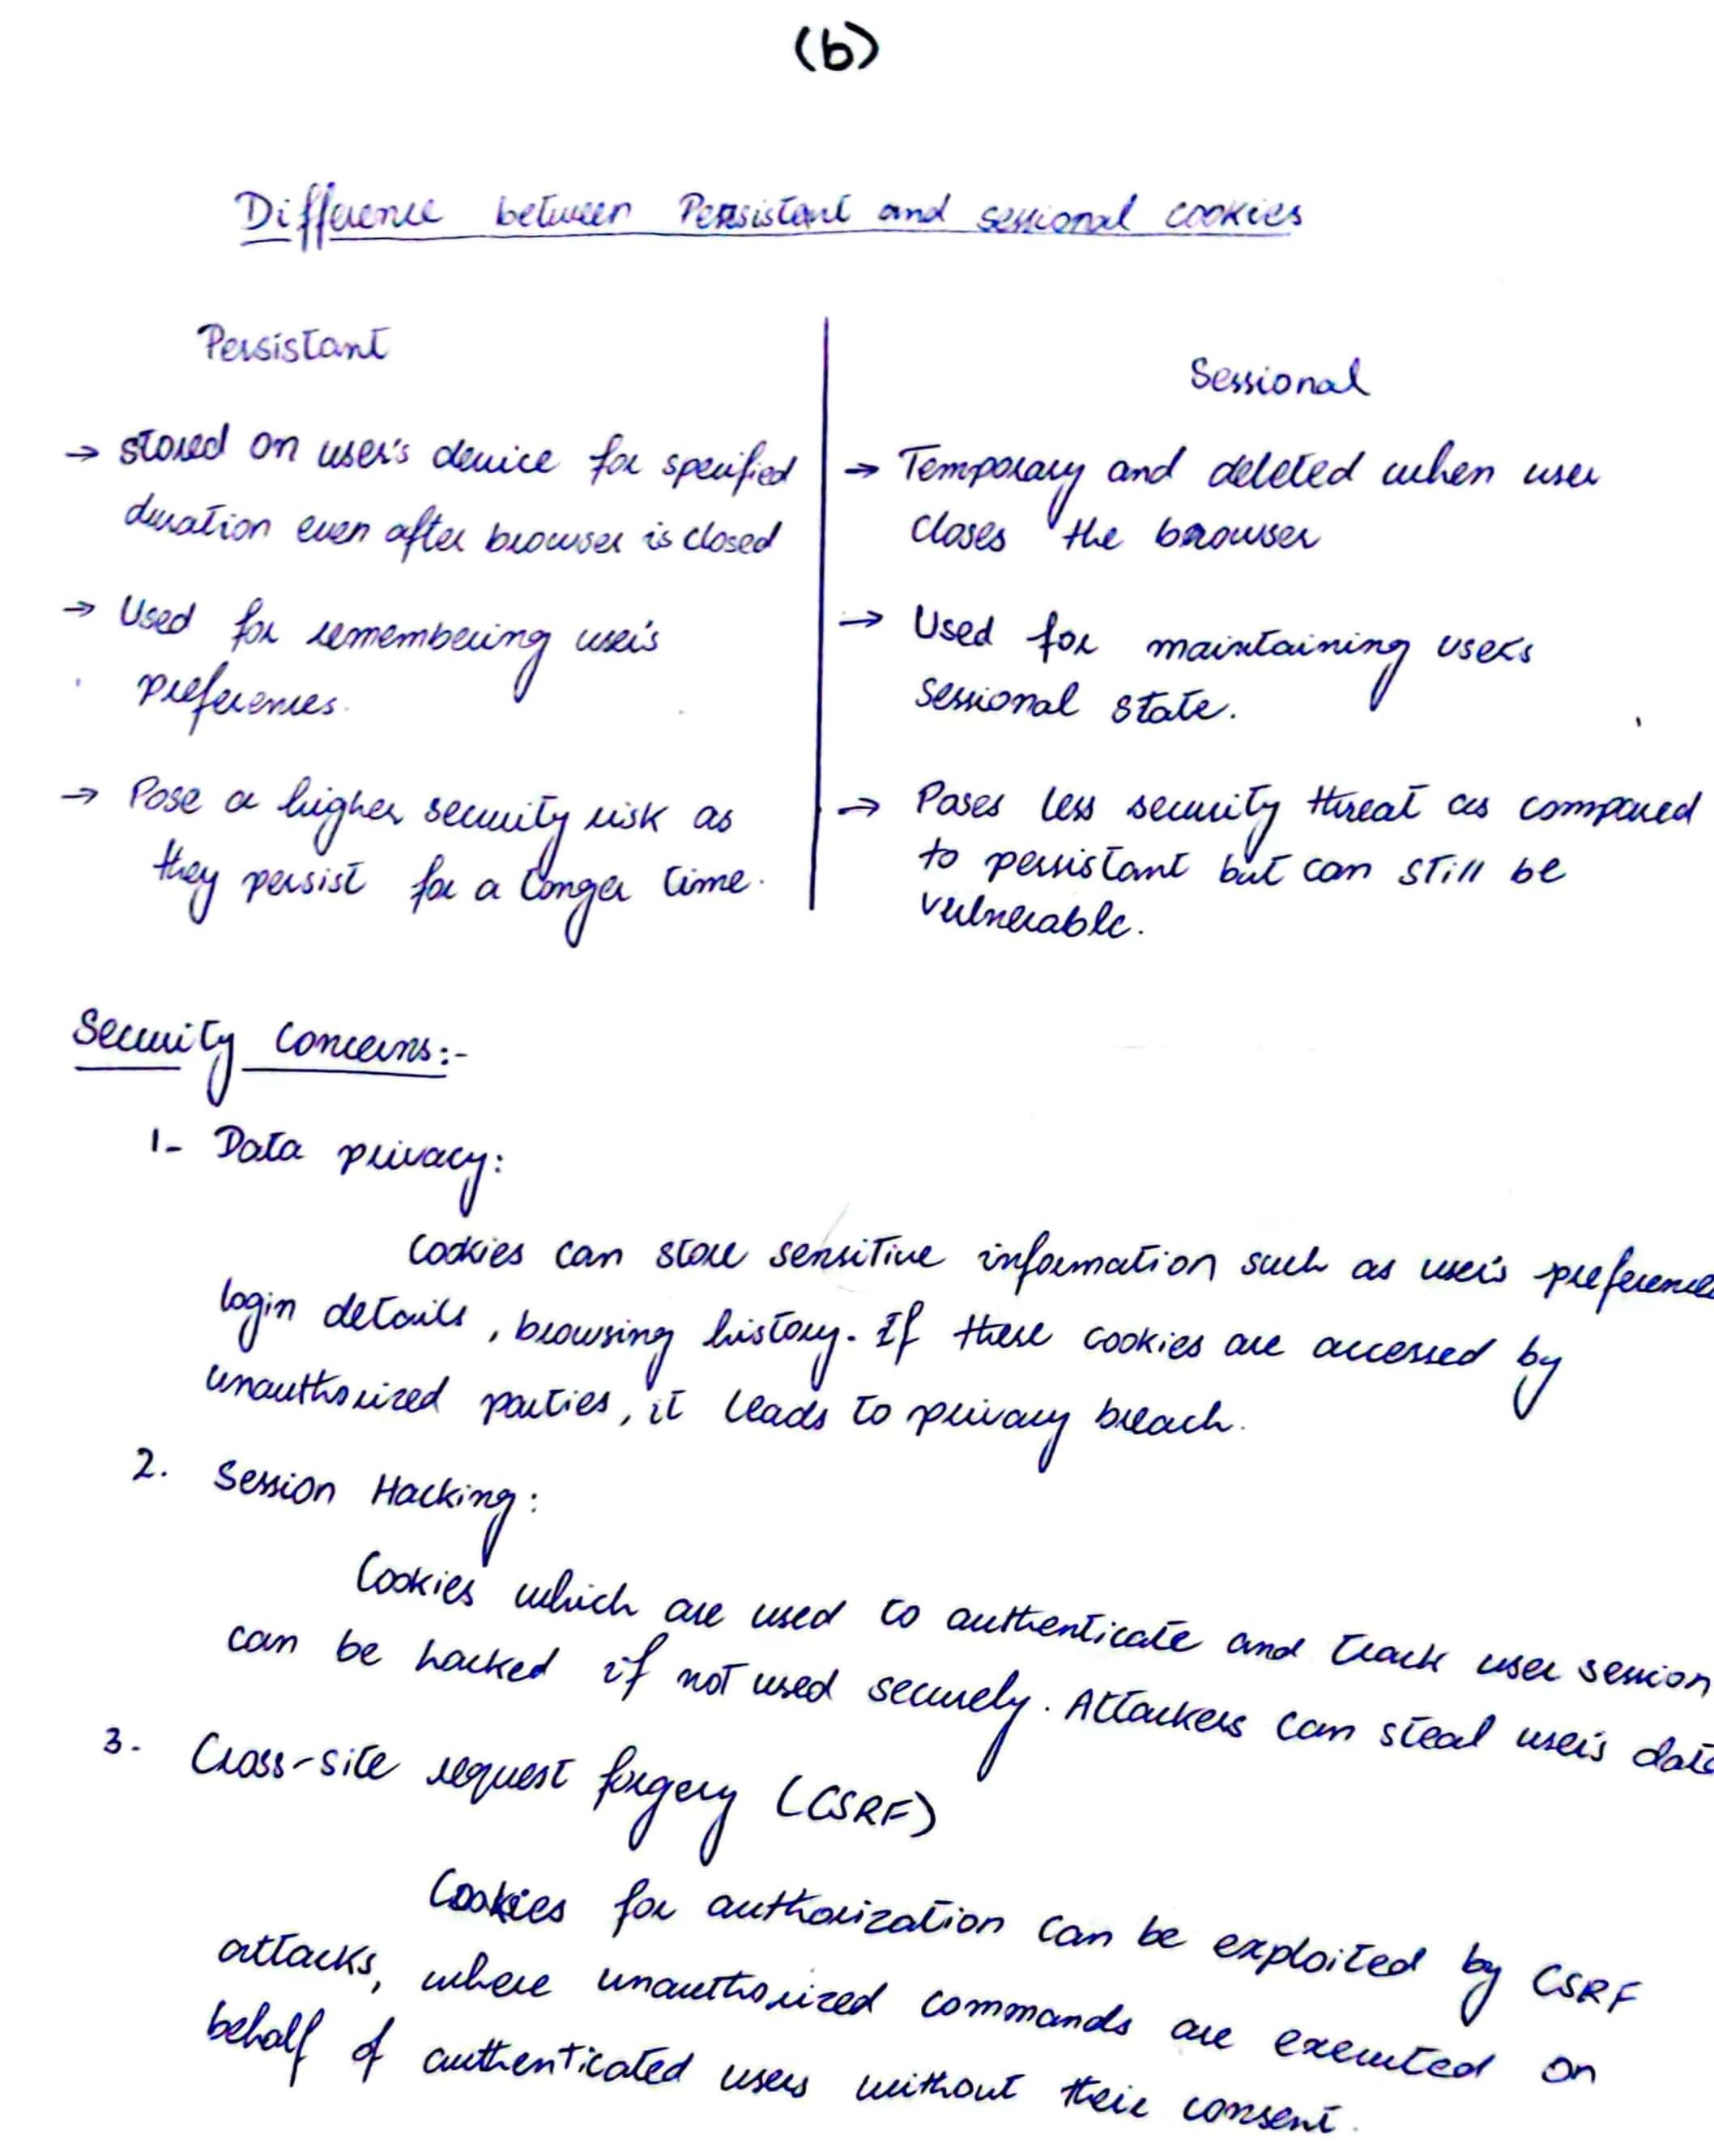 (b)
Difference between Persistant and sessional cookies
Persistant
→ stored on user's device for specified
duration even after browser is closed
→ Used for remembering user's
preferences.
→ Pose a higher security risk as
they persist for a longer time.
Sessional
→ Temporary and deleted when user
closes the browser
→ Used for maintaining users
sessional state.
→ Poses less security threat as compared
to persistant but can still be
vulnerable.
Security Concerns:-
1- Data privacy:
Cookies can store sensitive information such as user's preference
login details, browsing history. If these cookies are accessed by
unauthorized parties, it leads to privacy breach.
2. Session Hacking:
Cookies which are used to authenticate and track user session
can be hacked if not used securely. Attackers can steal user's data
3. Cross-site request forgery (CSRF)
Cookies for authorization can be exploited by CSRF
attacks, where unauthorized commands are executed on
behalf of authenticated users without their consent.